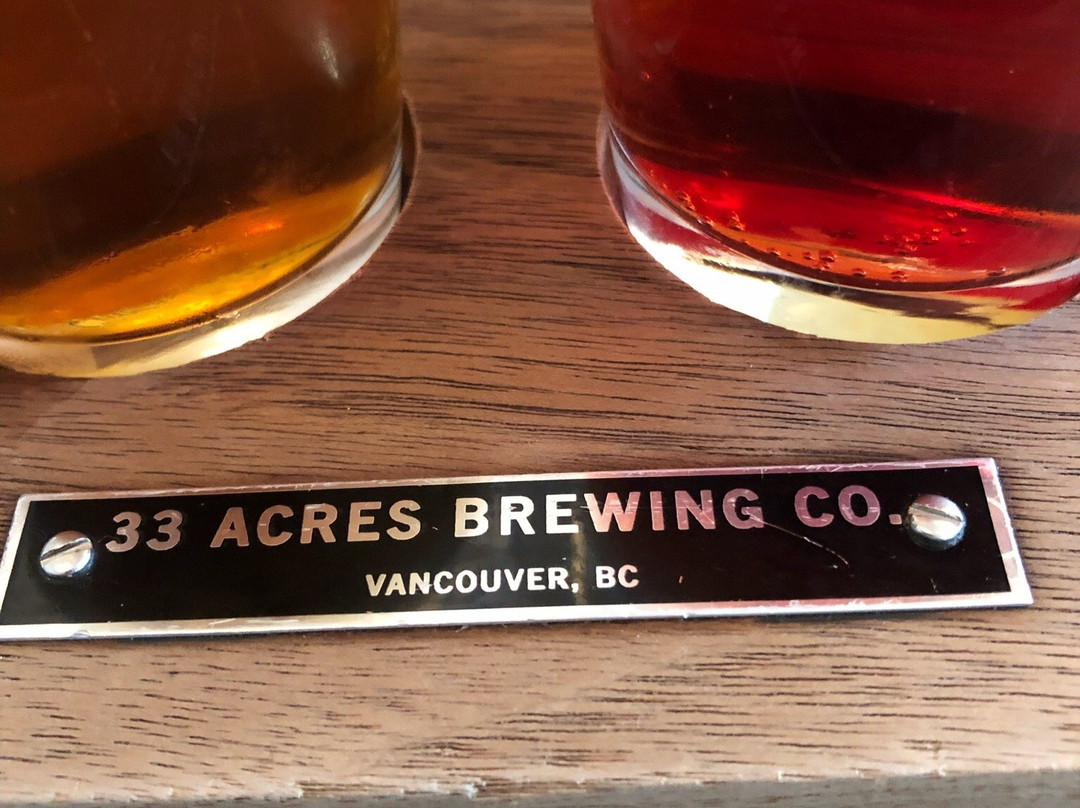 33 ACRES BREWING CO.
VANCOUVER, BC